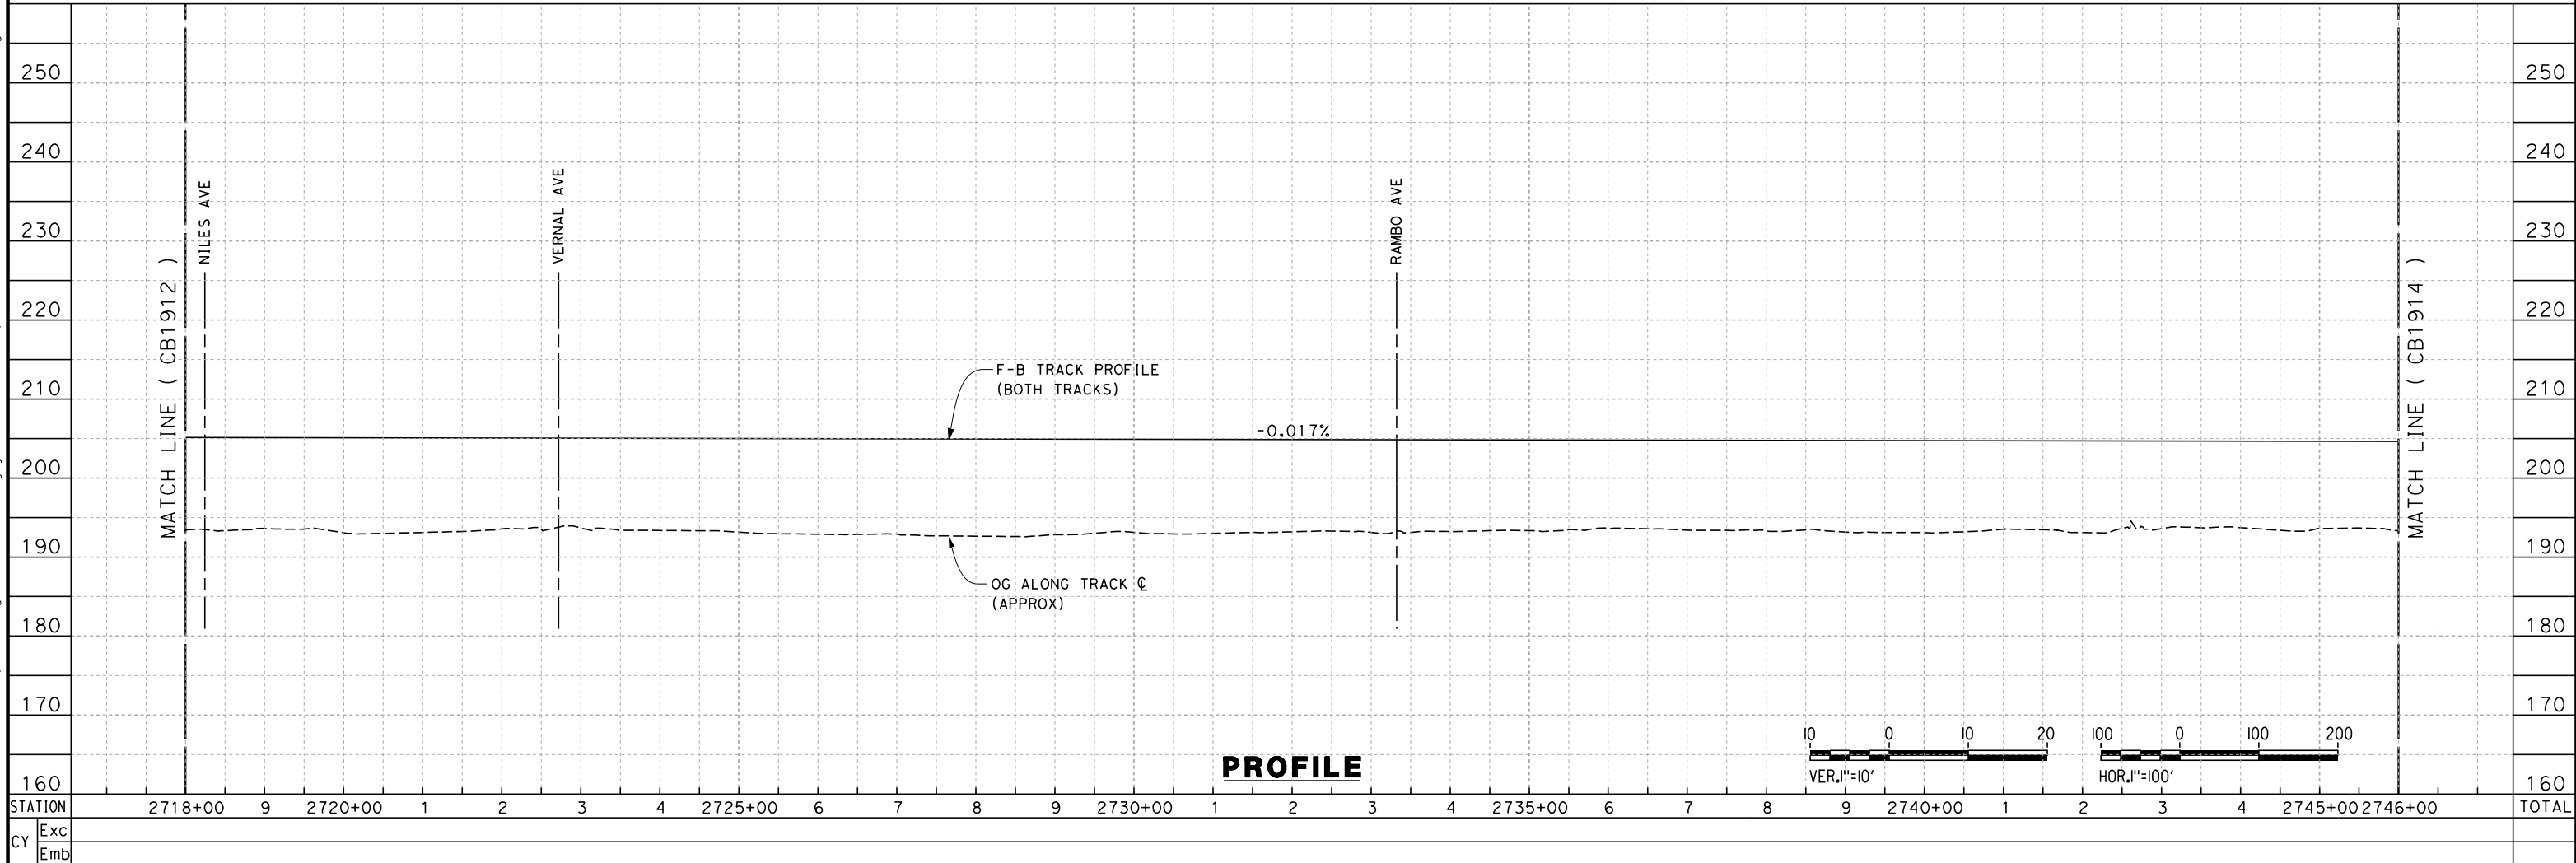 250 250
240 240
230 230
220 220
210 210
200 200
190 190
180 180
170 170
160 160
MATCH LINE ( CB1912 )
NILES AVE
VERNAL AVE
RAMBO AVE
MATCH LINE ( CB1914 )
F-B TRACK PROFILE
(BOTH TRACKS)
-0.017%
OG ALONG TRACK ℄
(APPROX)
PROFILE
10 0 10 20
VER.1"=10'
100 0 100 200
HOR.1"=100'
STATION 2718+00 9 2720+00 1 2 3 4 2725+00 6 7 8 9 2730+00 1 2 3 4 2735+00 6 7 8 9 2740+00 1 2 3 4 2745+00 2746+00 TOTAL
CY
Exc
Emb